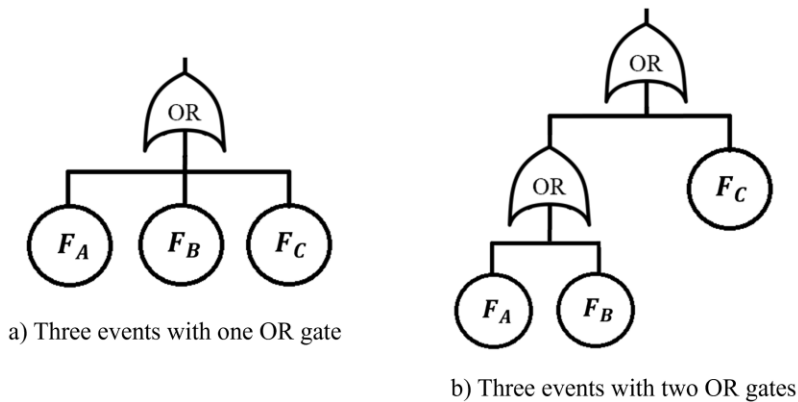 OR
F_A
F_B
F_C
a) Three events with one OR gate
OR
OR
F_C
F_A
F_B
b) Three events with two OR gates